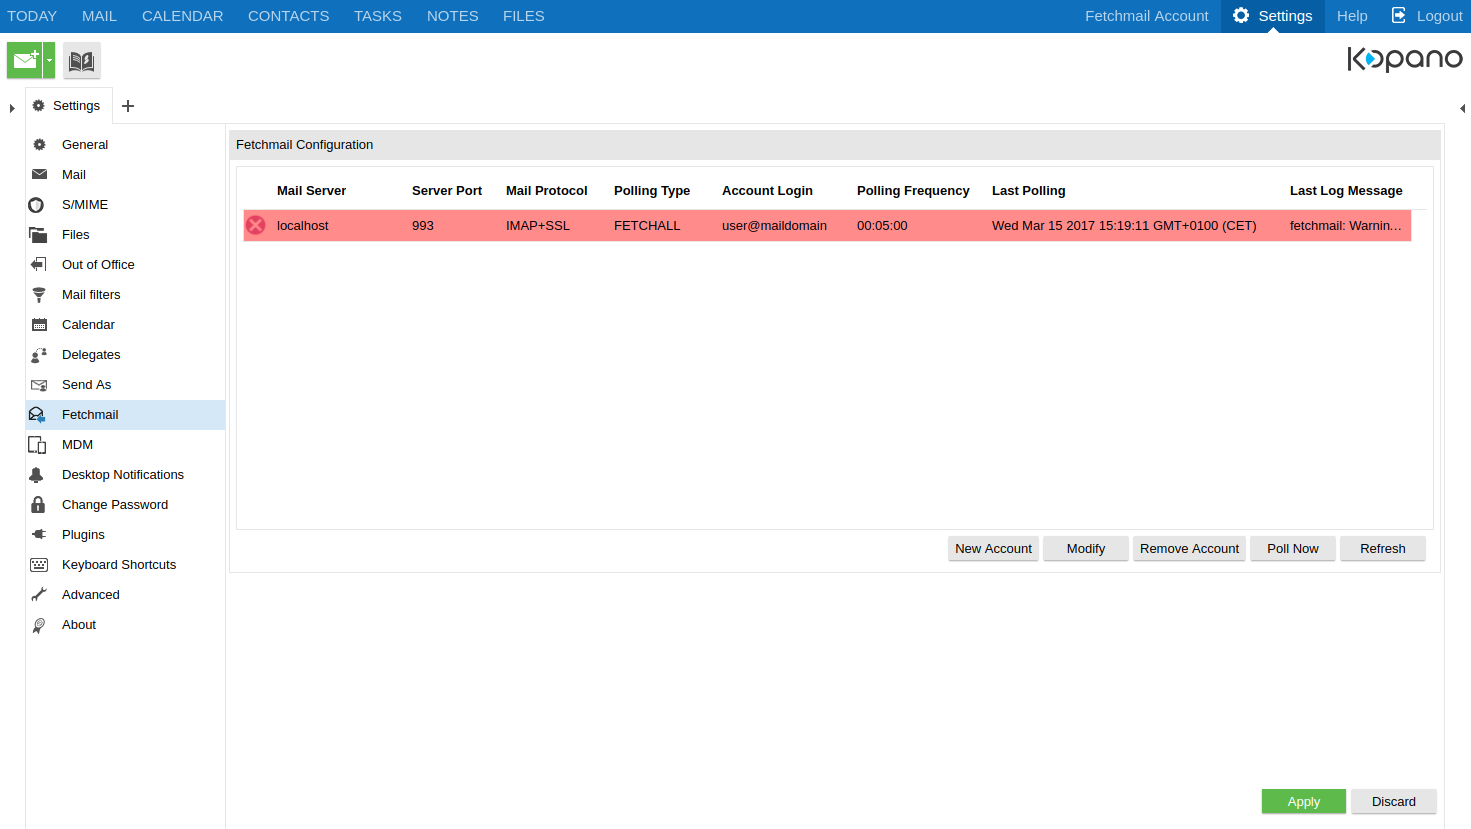 TODAY MAIL CALENDAR CONTACTS TASKS NOTES FILES Fetchmail Account Settings Help Logout
Kopano
Settings
General
Mail
S/MIME
Files
Out of Office
Mail filters
Calendar
Delegates
Send As
Fetchmail
MDM
Desktop Notifications
Change Password
Plugins
Keyboard Shortcuts
Advanced
About
Fetchmail Configuration
Mail Server Server Port Mail Protocol Polling Type Account Login Polling Frequency Last Polling Last Log Message
localhost 993 IMAP+SSL FETCHALL user@maildomain 00:05:00 Wed Mar 15 2017 15:19:11 GMT+0100 (CET) fetchmail: Warnin...
New Account Modify Remove Account Poll Now Refresh
Apply Discard